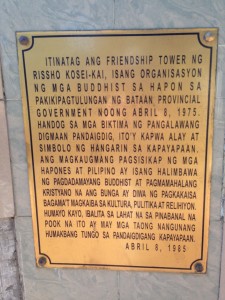 ITINATAG ANG FRIENDSHIP TOWER NG
RISSHO KOSEI-KAI, ISANG ORGANISASYON
NG MGA BUDDHIST SA HAPON SA
PAKIKIPAGTULUNGAN NG BATAAN PROVINCIAL
GOVERNMENT NOONG ABRIL 8, 1975.
HANDOG SA MGA BIKTIMA NG PANGALAWANG
DIGMAAN PANDAIGDIG, ITO'Y KAPWA ALAY AT
SIMBOLO NG HANGARIN SA KAPAYAPAAN.
ANG MAGKAUGMANG PAGSISIKAP NG MGA
HAPONES AT PILIPINO AY ISANG HALIMBAWA
NG PAGDADAMAYANG BUDDHIST AT PAGMAMAHALANG
KRISTYANO NA ANG BUNGA AY DIWA NG PAGKAKAISA
BAGAMA'T MAGKAIBA SA KULTURA, PULITIKA AT RELIHIYON.
HUMAYO KAYO, IBALITA SA LAHAT NA SA PINABANAL NA
POOK NA ITO AY MAY MGA TAONG NANGUNANG
HUMAKBANG TUNGO SA PANDAIGDIGANG KAPAYAPAAN.
ABRIL 8, 1985